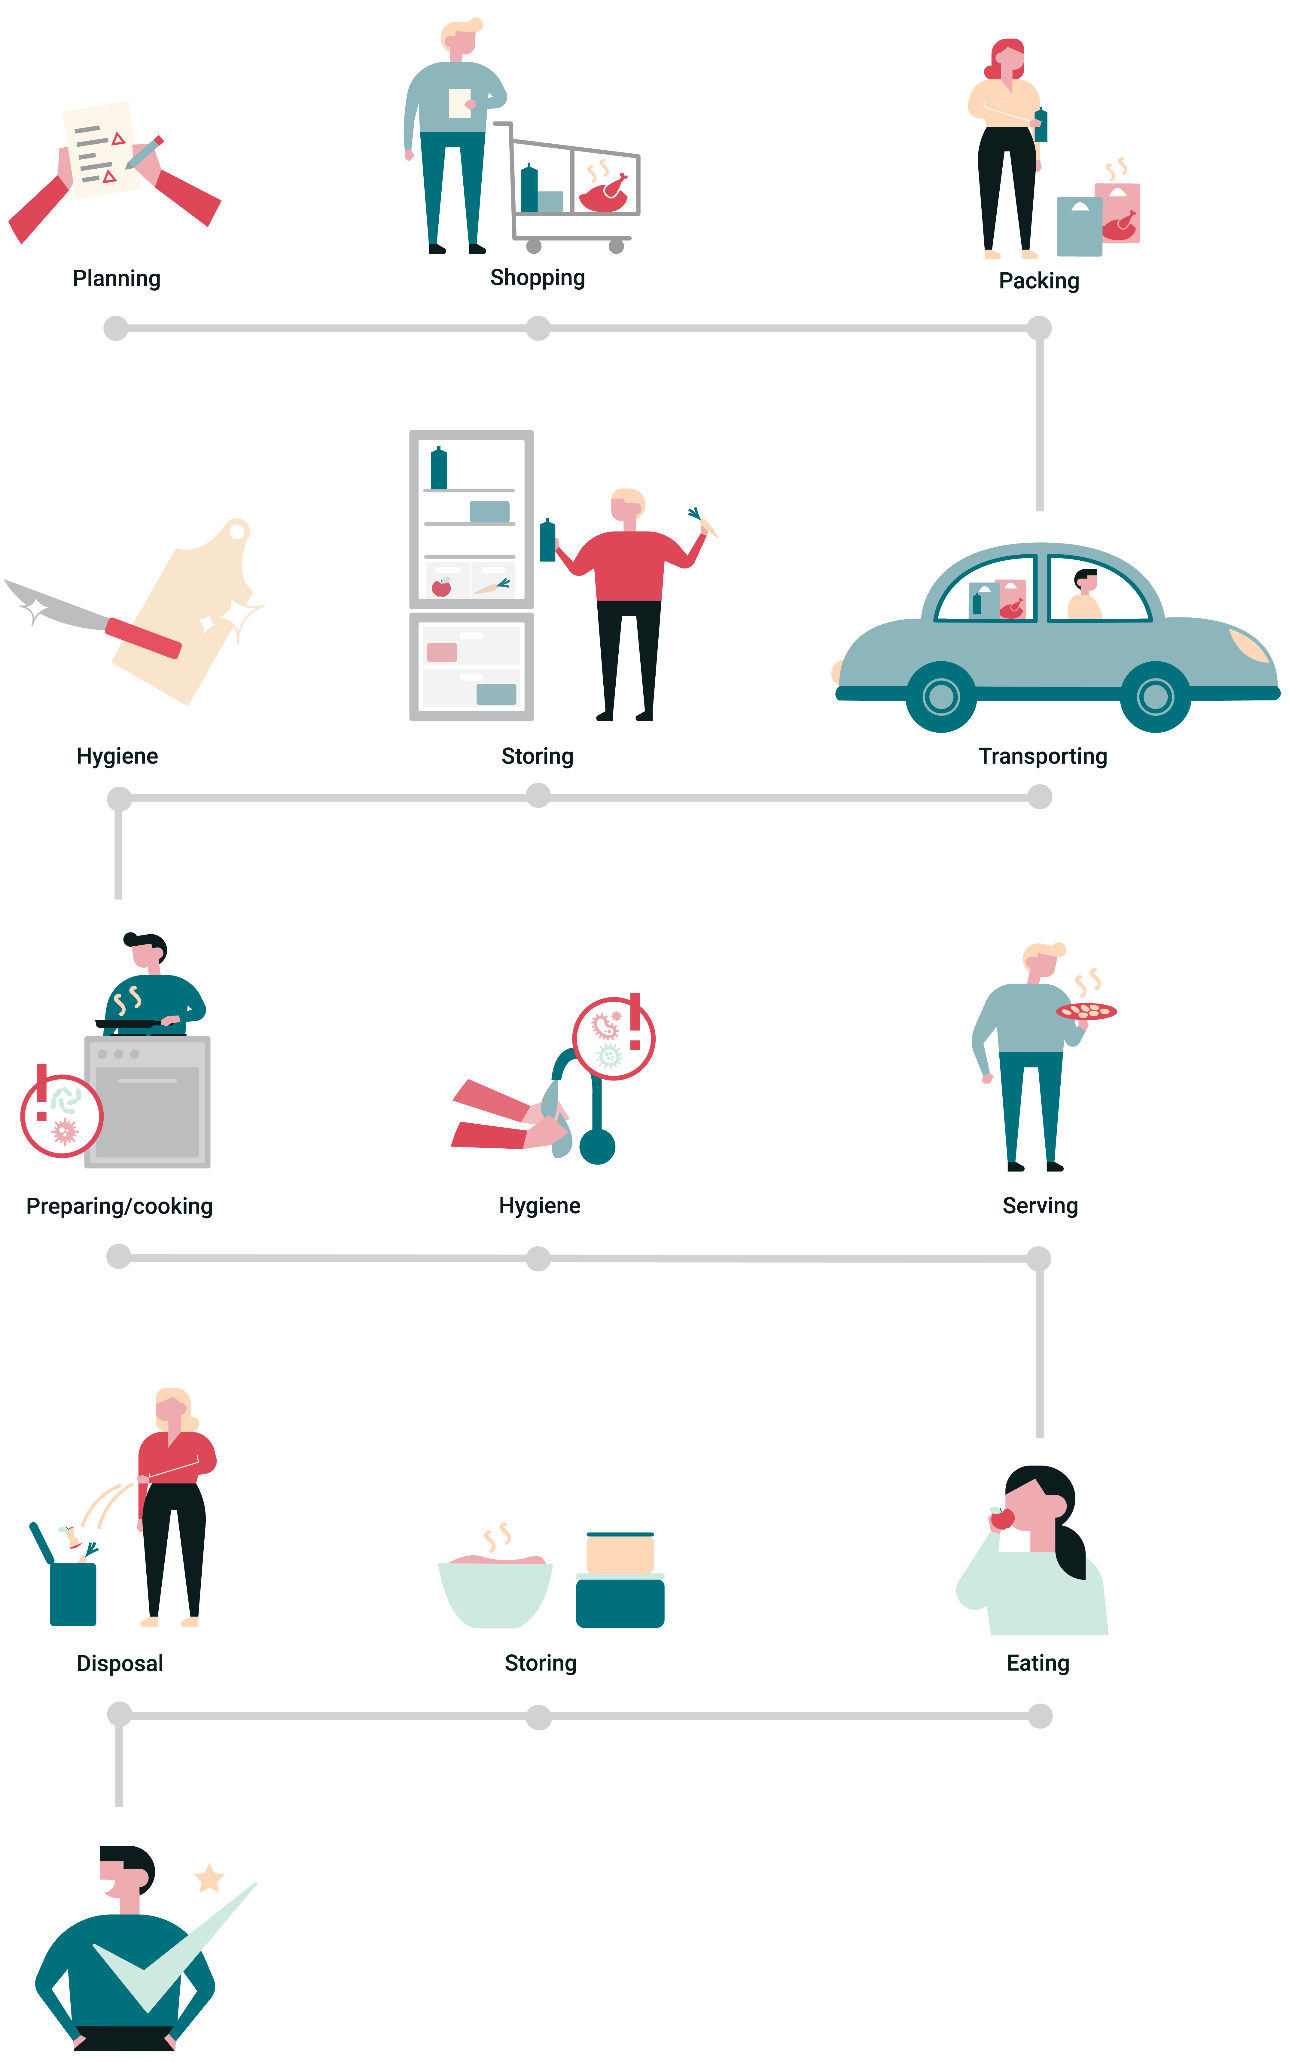 Planning
Shopping
Packing
Hygiene
Storing
Transporting
Preparing/cooking
Hygiene
Serving
Disposal
Storing
Eating